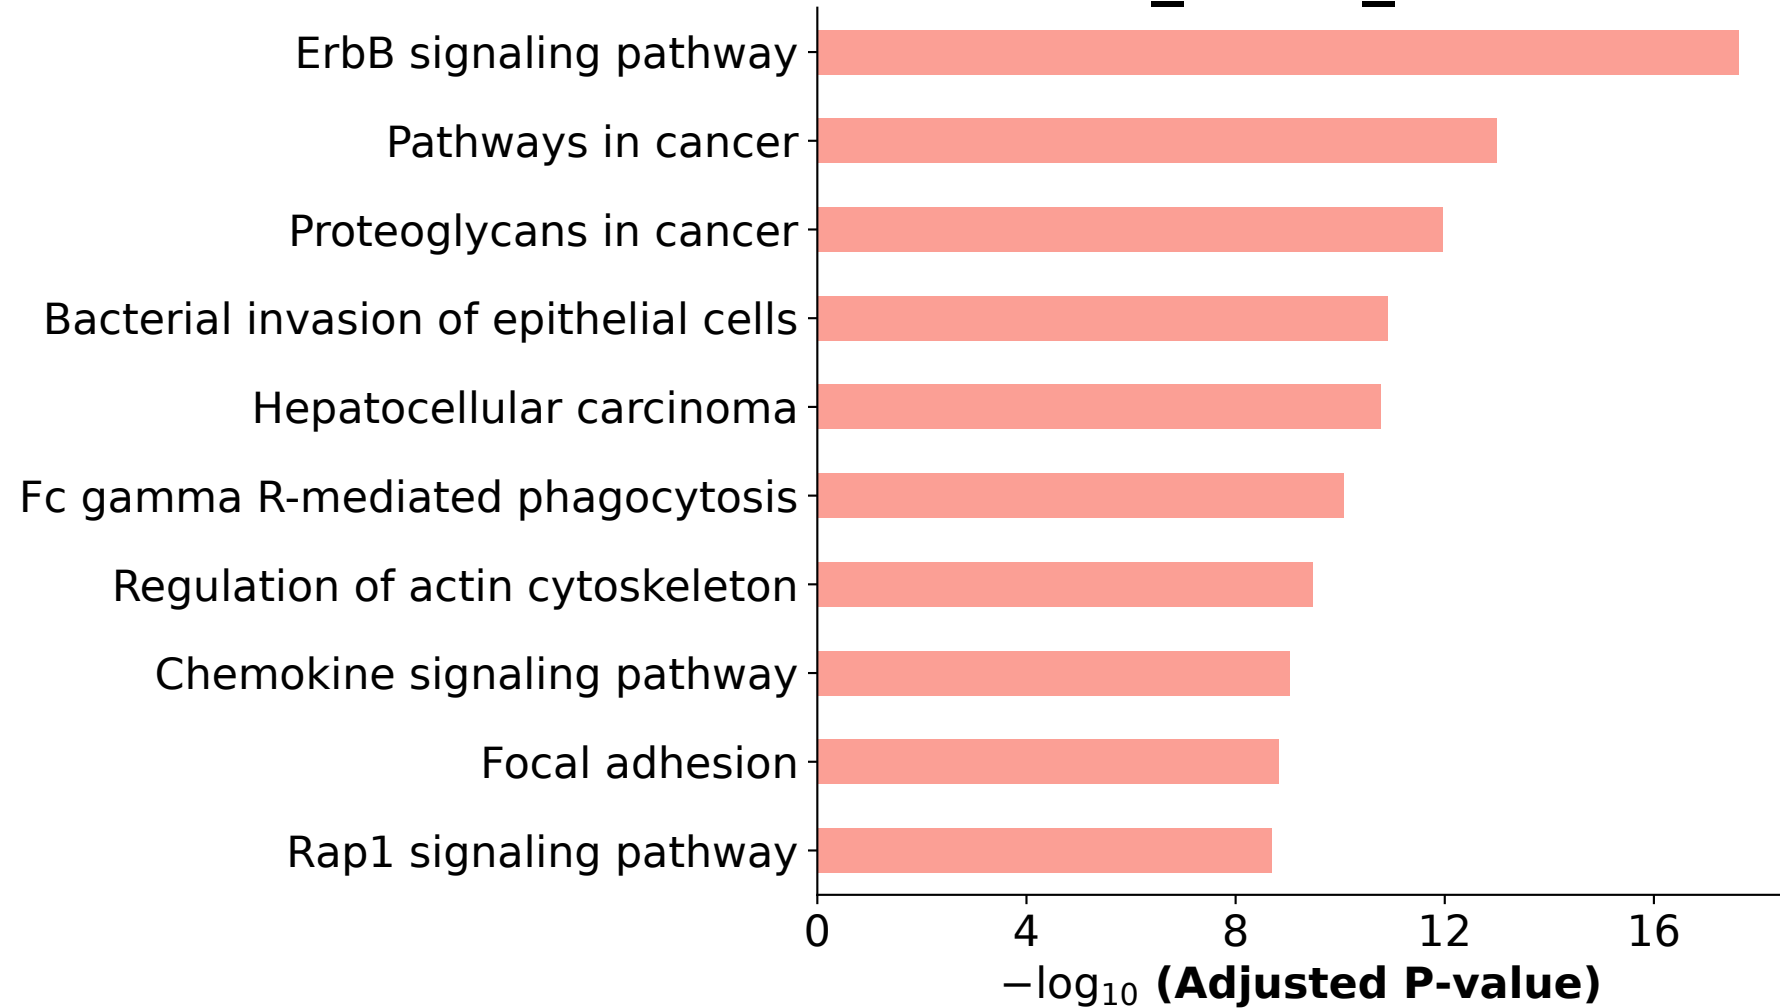 ErbB signaling pathway
Pathways in cancer
Proteoglycans in cancer
Bacterial invasion of epithelial cells
Hepatocellular carcinoma
Fc gamma R-mediated phagocytosis
Regulation of actin cytoskeleton
Chemokine signaling pathway
Focal adhesion
Rap1 signaling pathway
0 4 8 12 16
−log₁₀ (Adjusted P-value)